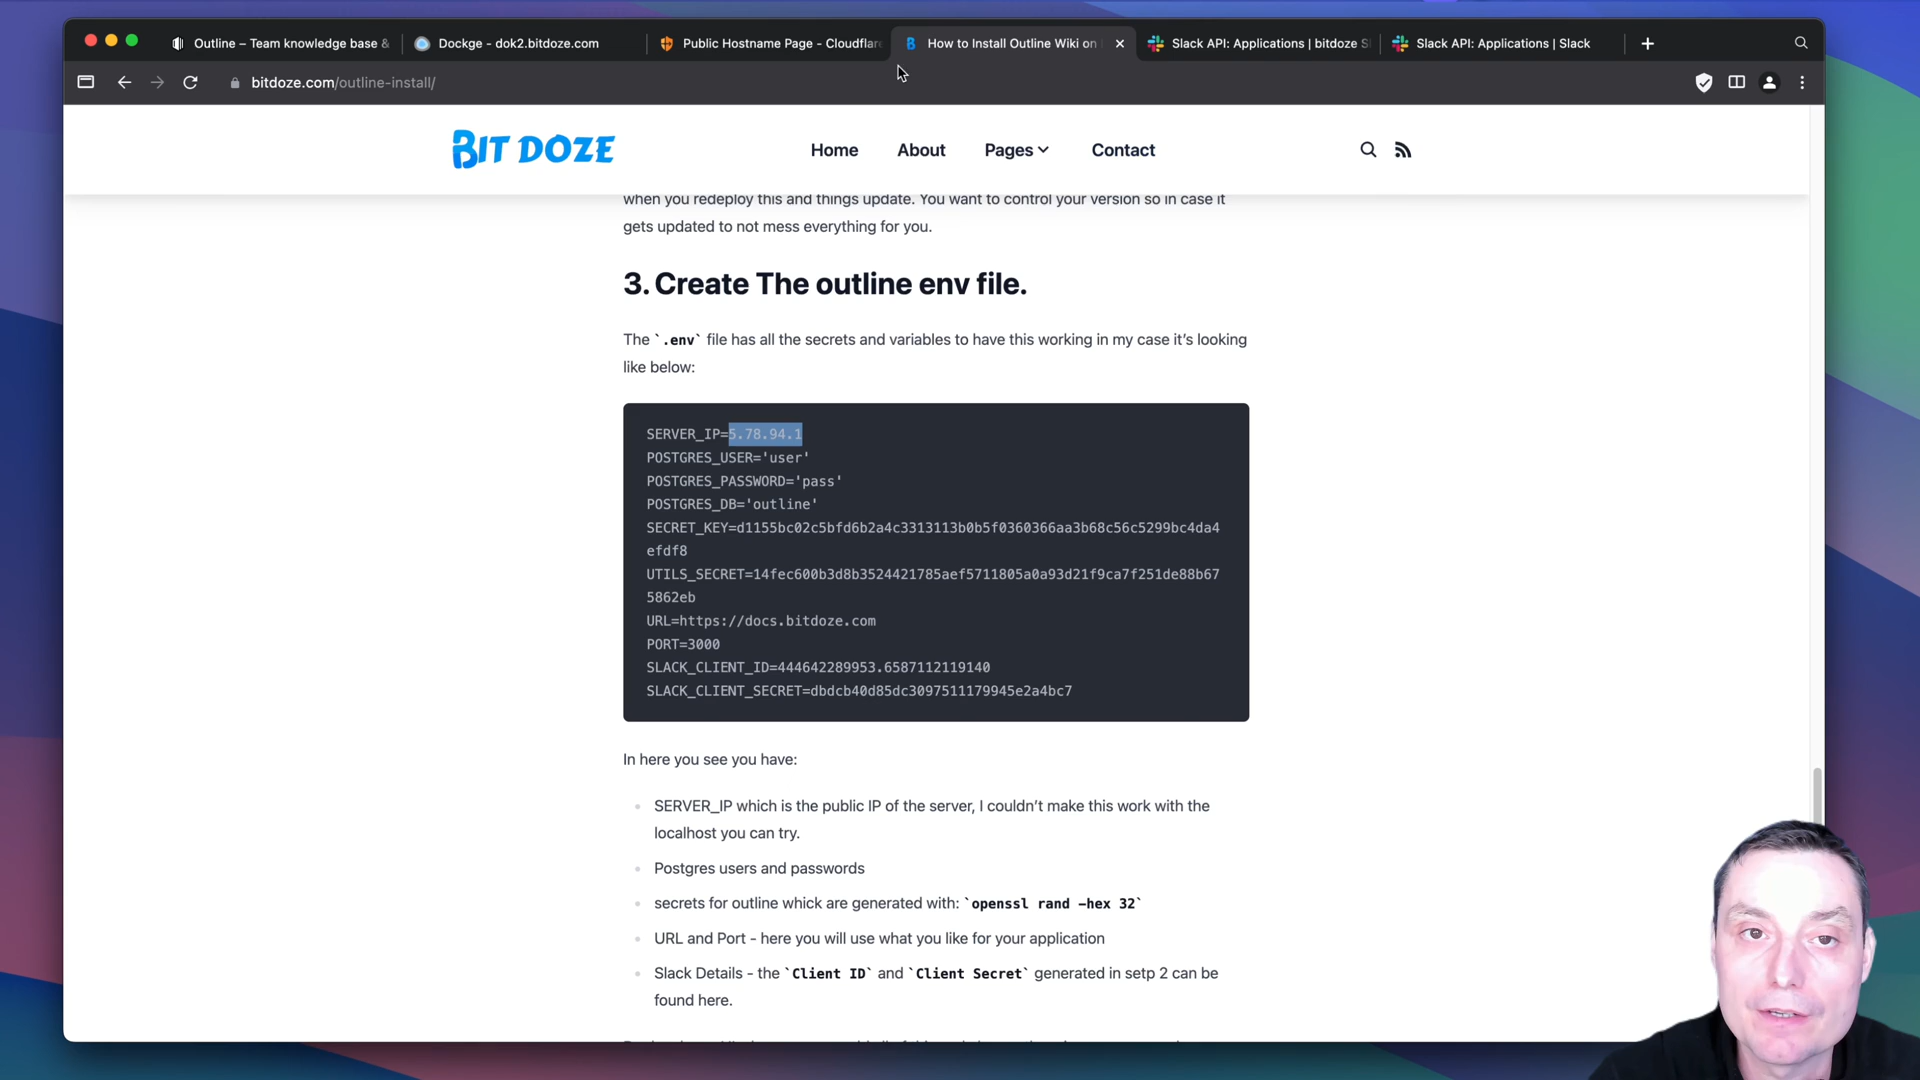 Outline – Team knowledge base &
Dockge - dok2.bitdoze.com
Public Hostname Page - Cloudflare
How to Install Outline Wiki on
Slack API: Applications | bitdoze S
Slack API: Applications | Slack
bitdoze.com/outline-install/
BIT DOZE
Home
About
Pages
Contact
when you redeploy this and things update. You want to control your version so in case it
gets updated to not mess everything for you.
3. Create The outline env file.
The `.env` file has all the secrets and variables to have this working in my case it’s looking
like below:
SERVER_IP=5.78.94.1
POSTGRES_USER='user'
POSTGRES_PASSWORD='pass'
POSTGRES_DB='outline'
SECRET_KEY=d1155bc02c5bfd6b2a4c3313113b0b5f0360366aa3b68c56c5299bc4da4
efdf8
UTILS_SECRET=14fec600b3d8b3524421785aef5711805a0a93d21f9ca7f251de88b67
5862eb
URL=https://docs.bitdoze.com
PORT=3000
SLACK_CLIENT_ID=444642289953.6587112119140
SLACK_CLIENT_SECRET=dbdcb40d85dc3097511179945e2a4bc7
In here you see you have:
SERVER_IP which is the public IP of the server, I couldn’t make this work with the
localhost you can try.
Postgres users and passwords
secrets for outline whick are generated with: `openssl rand -hex 32`
URL and Port - here you will use what you like for your application
Slack Details - the `Client ID` and `Client Secret` generated in setp 2 can be
found here.